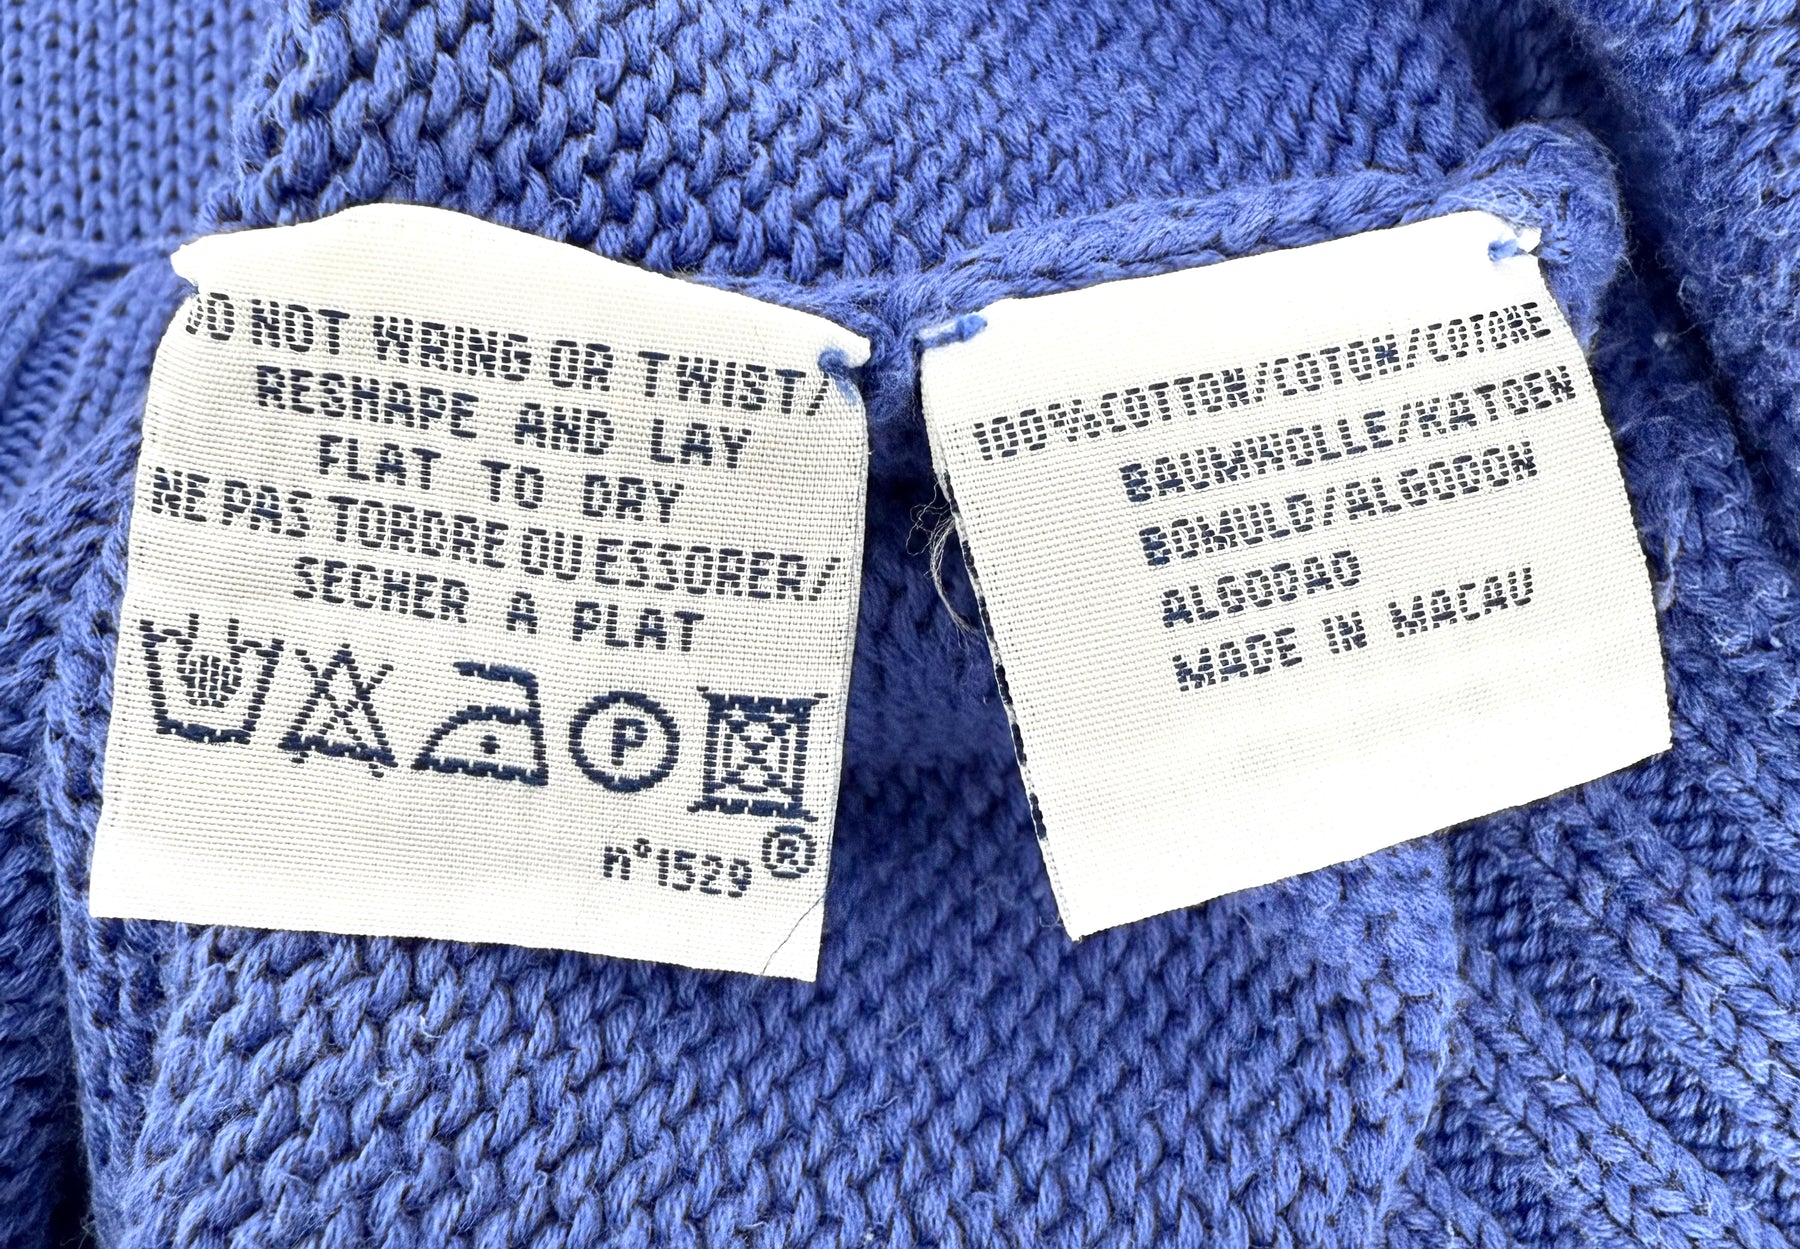 DO NOT WRING OR TWIST/
RESHAPE AND LAY
FLAT TO DRY
NE PAS TORDRE OU ESSORER/
SECHER A PLAT
P
n°1529 ®
100%COTTON/COTON/COTONE
BAUMWOLLE/KATOEN
BOMULD/ALGODON
ALGODAO
MADE IN MACAU